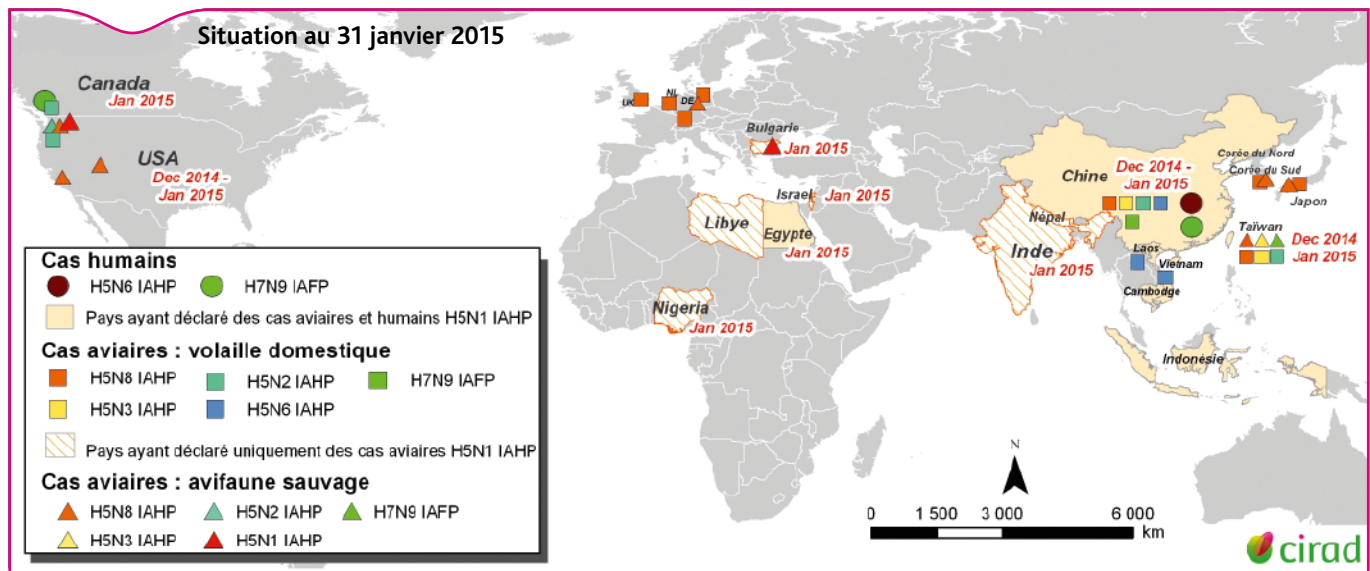 Situation au 31 janvier 2015
Canada
Jan 2015
USA
Dec 2014 -
Jan 2015
UK
NL
DE
Bulgarie
Jan 2015
Israel
Jan 2015
Libye
Egypte
Jan 2015
Nigeria
Jan 2015
Chine
Dec 2014 -
Jan 2015
Corée du Nord
Corée du Sud
Japon
Népal
Inde
Jan 2015
Taïwan
Dec 2014
Jan 2015
Laos
Vietnam
Cambodge
Indonésie
Cas humains
H5N6 IAHP H7N9 IAFP
Pays ayant déclaré des cas aviaires et humains H5N1 IAHP
Cas aviaires : volaille domestique
H5N8 IAHP H5N2 IAHP H7N9 IAFP
H5N3 IAHP H5N6 IAHP
Pays ayant déclaré uniquement des cas aviaires H5N1 IAHP
Cas aviaires : avifaune sauvage
H5N8 IAHP H5N2 IAHP H7N9 IAFP
H5N3 IAHP H5N1 IAHP
N
0 1 500 3 000 6 000
km
cirad